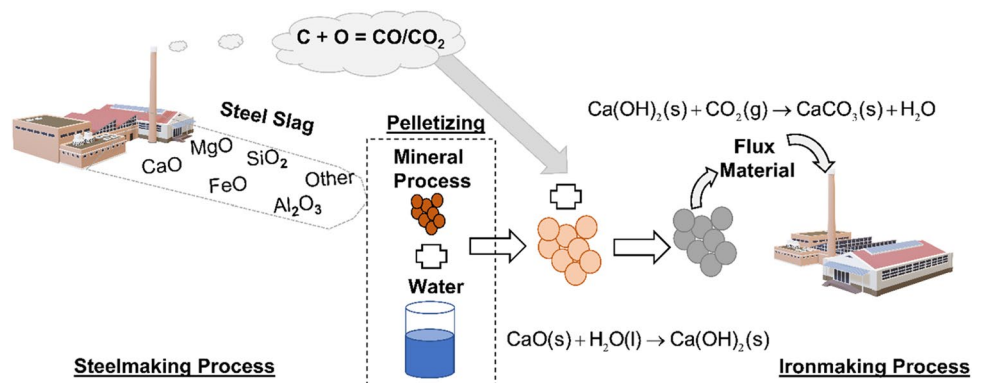 C + O = CO/CO₂
Steel Slag
CaO
MgO
SiO₂
FeO
Other
Al₂O₃
Pelletizing
Mineral
Process
Water
CaO(s) + H₂O(l) → Ca(OH)₂(s)
Ca(OH)₂(s) + CO₂(g) → CaCO₃(s) + H₂O
Flux
Material
Steelmaking Process
Ironmaking Process